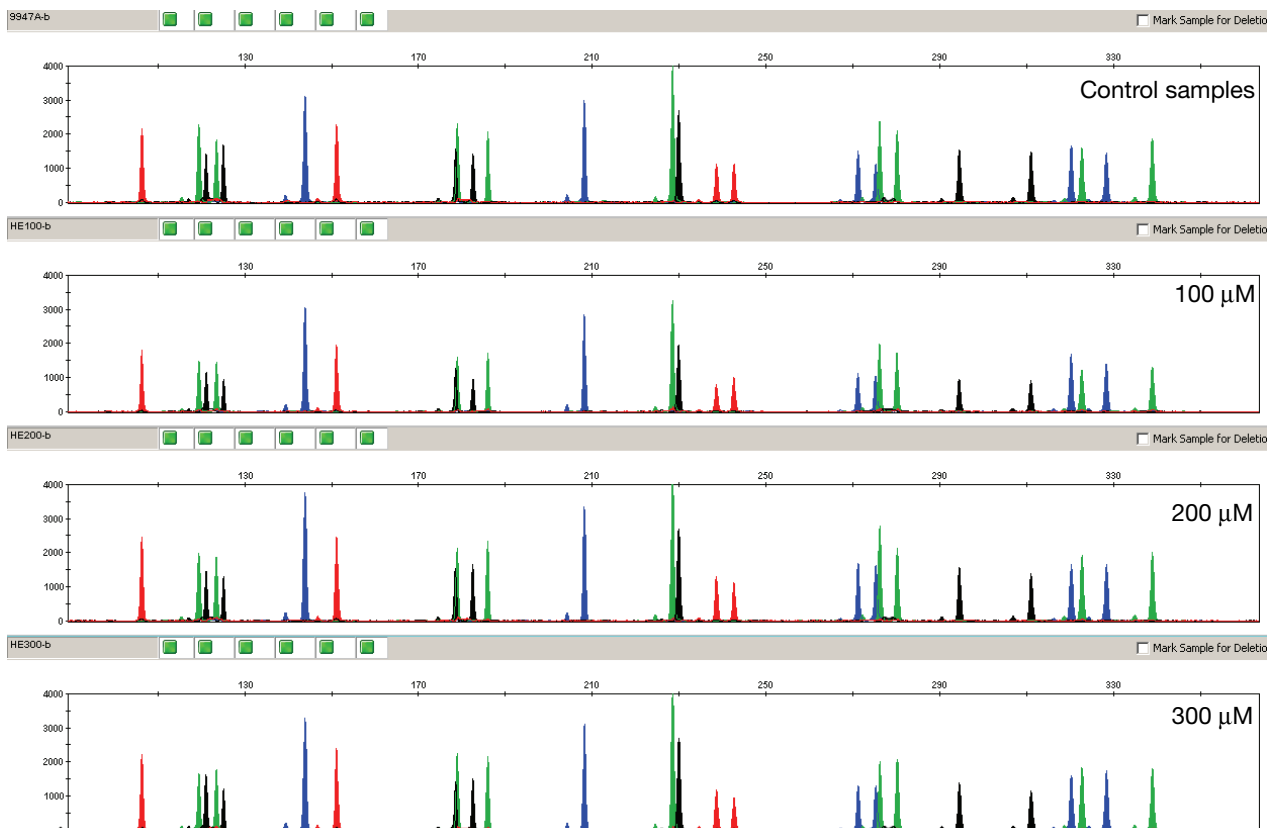 9947A-b Mark Sample for Deletio
130 170 210 250 290 330
4000
Control samples
3000
2000
1000
0
HE100-b Mark Sample for Deletio
130 170 210 250 290 330
4000
100 μM
3000
2000
1000
0
HE200-b Mark Sample for Deletio
130 170 210 250 290 330
4000
200 μM
3000
2000
1000
0
HE300-b Mark Sample for Deletio
130 170 210 250 290 330
4000
300 μM
3000
2000
1000